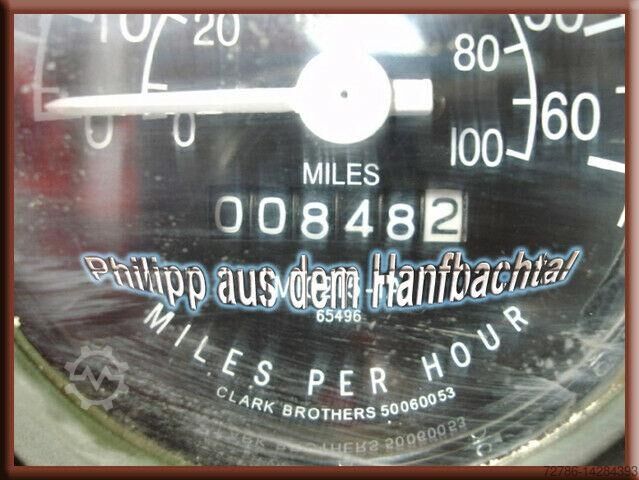 10 20 80 50
0 0 100 60
MILES
008482
Philipp aus dem Hanfbachtal
65496
MILES PER HOUR
CLARK BROTHERS 50060053
72786-14284393